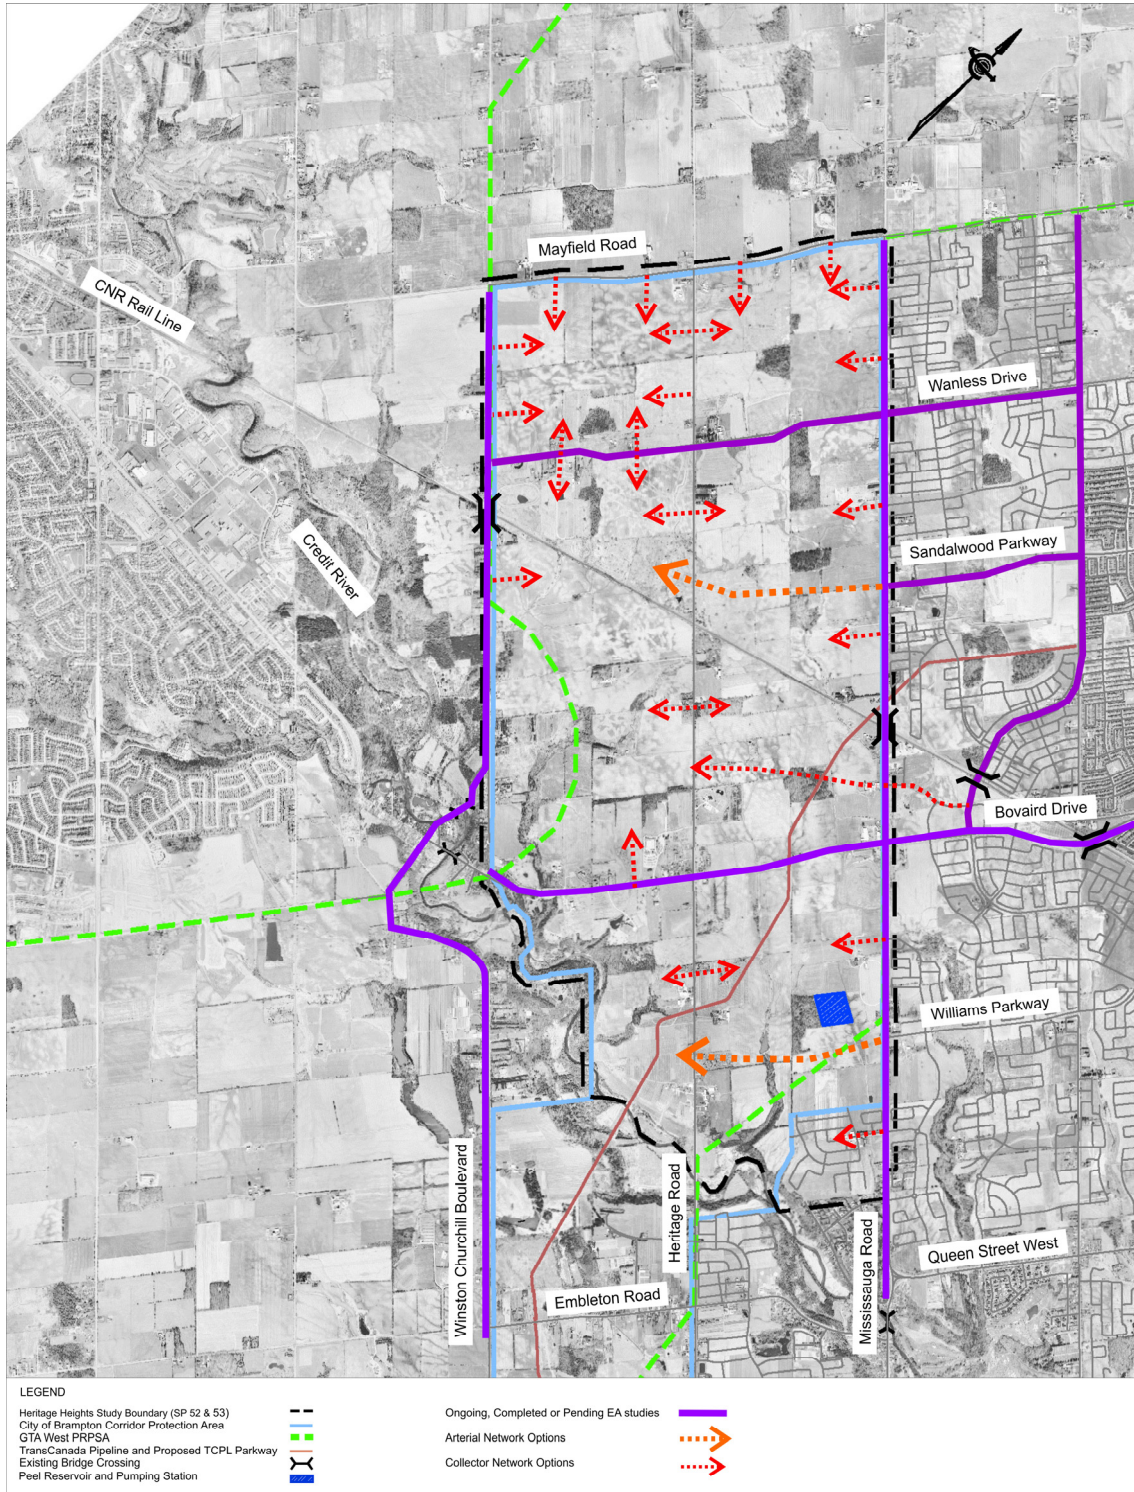 Mayfield Road
CNR Rail Line
Wanless Drive
Credit River
Sandalwood Parkway
Bovaird Drive
Williams Parkway
Winston Churchill Boulevard
Heritage Road
Mississauga Road
Queen Street West
Embleton Road
LEGEND
Heritage Heights Study Boundary (SP 52 & 53)
City of Brampton Corridor Protection Area
GTA West PRPSA
TransCanada Pipeline and Proposed TCPL Parkway
Existing Bridge Crossing
Peel Reservoir and Pumping Station
Ongoing, Completed or Pending EA studies
Arterial Network Options
Collector Network Options